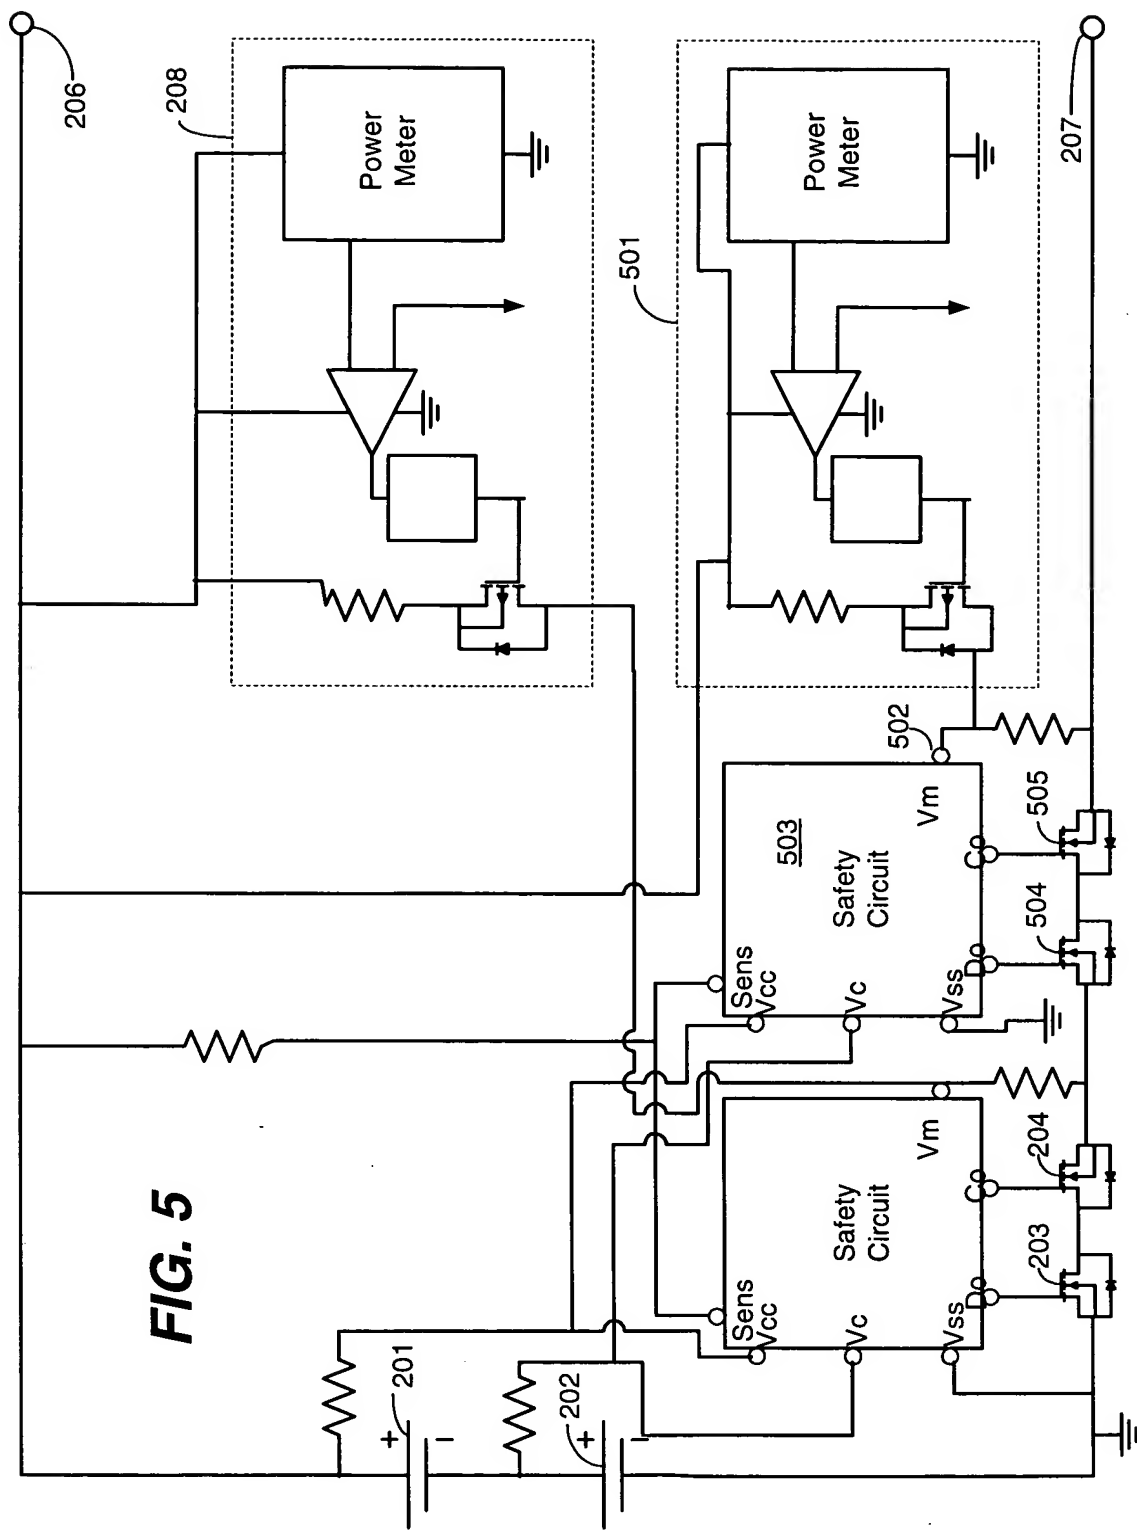 206
208
Power
Meter
501
Power
Meter
207
502
Vm
503
Safety
Circuit
Sens
Vcc
Vc
Vss
Do
Co
504
505
Vm
Safety
Circuit
Sens
Vcc
Vc
Vss
Do
Co
203
204
FIG. 5
201
+
-
202
+
-